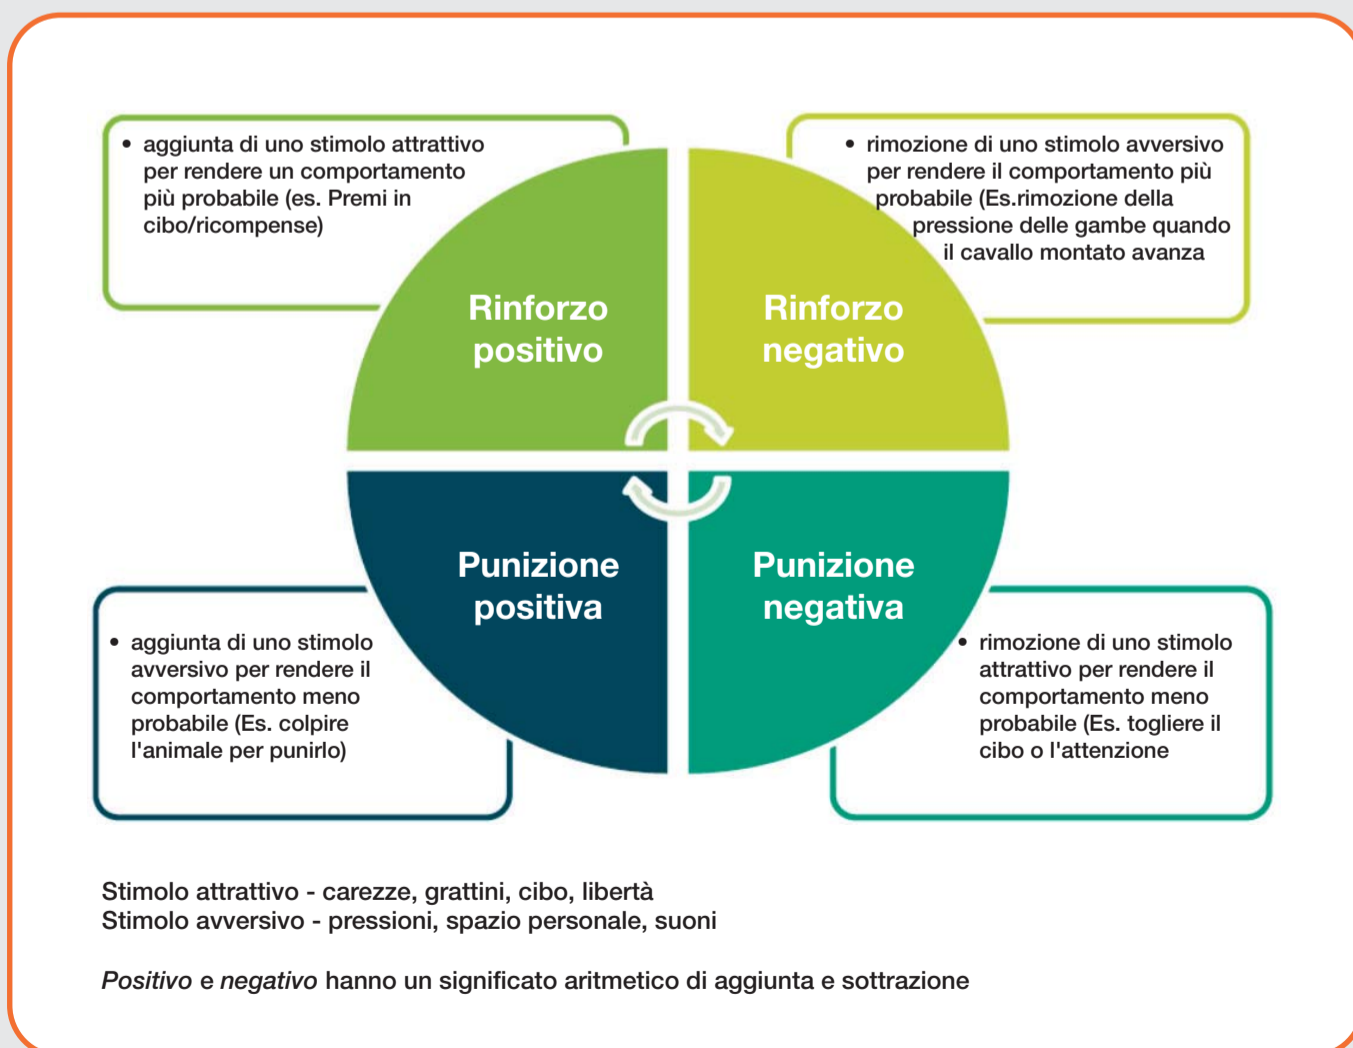 • aggiunta di uno stimolo attrattivo
per rendere un comportamento
più probabile (es. Premi in
cibo/ricompense)
• rimozione di uno stimolo avversivo
per rendere il comportamento più
probabile (Es.rimozione della
pressione delle gambe quando
il cavallo montato avanza
Rinforzo
positivo
Rinforzo
negativo
Punizione
positiva
Punizione
negativa
• aggiunta di uno stimolo
avversivo per rendere il
comportamento meno
probabile (Es. colpire
l'animale per punirlo)
• rimozione di uno stimolo
attrattivo per rendere il
comportamento meno
probabile (Es. togliere il
cibo o l'attenzione
Stimolo attrattivo - carezze, grattini, cibo, libertà
Stimolo avversivo - pressioni, spazio personale, suoni
Positivo e negativo hanno un significato aritmetico di aggiunta e sottrazione